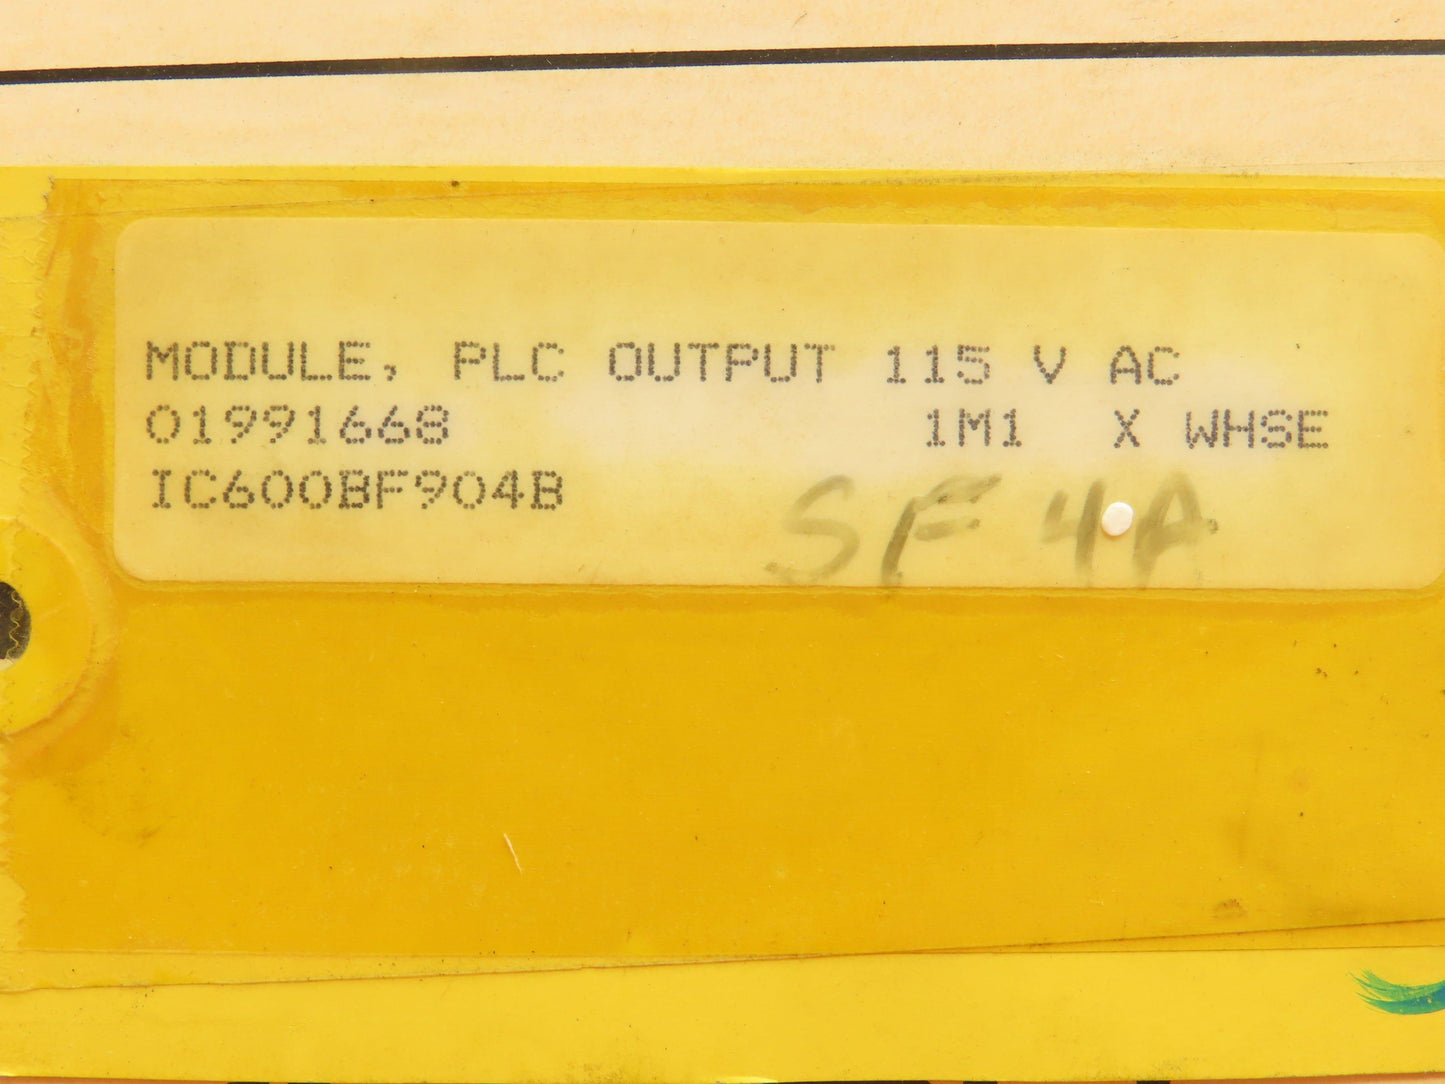 MODULE, PLC OUTPUT 115 V AC
01991668 1M1 X WHSE
IC600BF904B
SF 4A